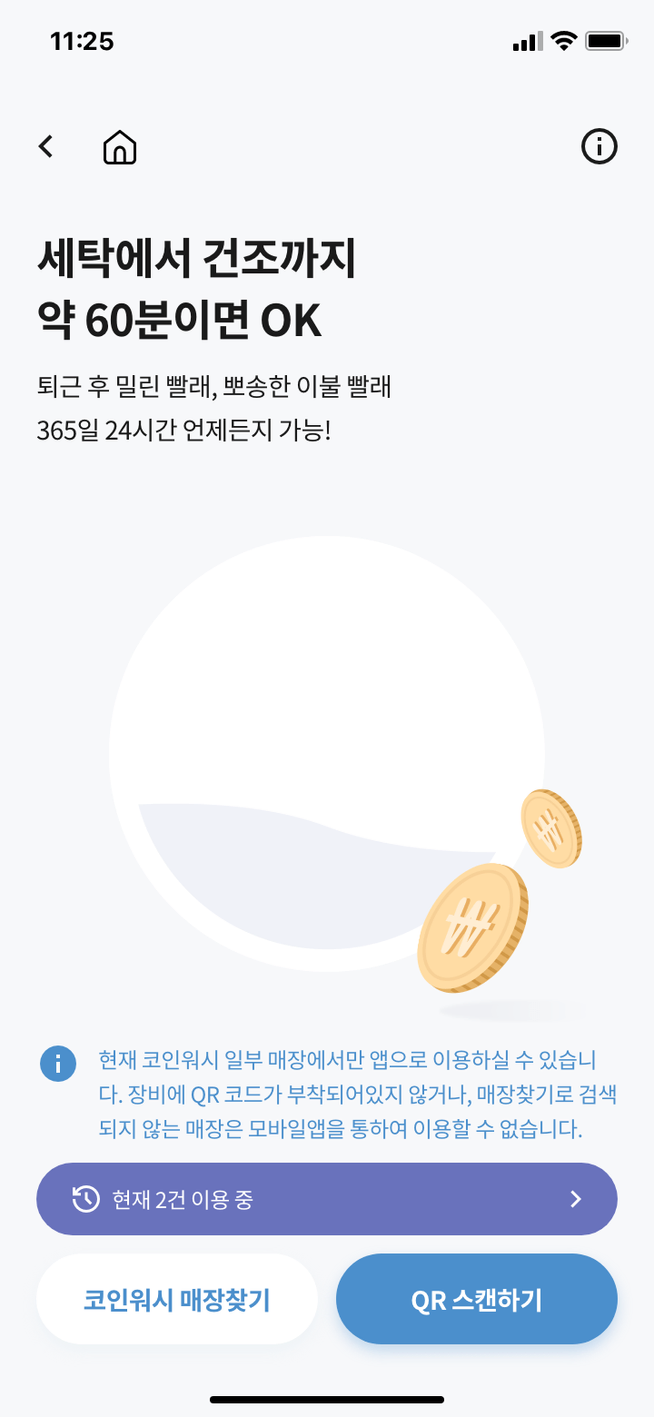 11:25
세탁에서 건조까지
약 60분이면 OK
퇴근 후 밀린 빨래, 뽀송한 이불 빨래
365일 24시간 언제든지 가능!
₩
₩
현재 코인워시 일부 매장에서만 앱으로 이용하실 수 있습니
다. 장비에 QR 코드가 부착되어있지 않거나, 매장찾기로 검색
되지 않는 매장은 모바일앱을 통하여 이용할 수 없습니다.
현재 2건 이용 중
코인워시 매장찾기
QR 스캔하기